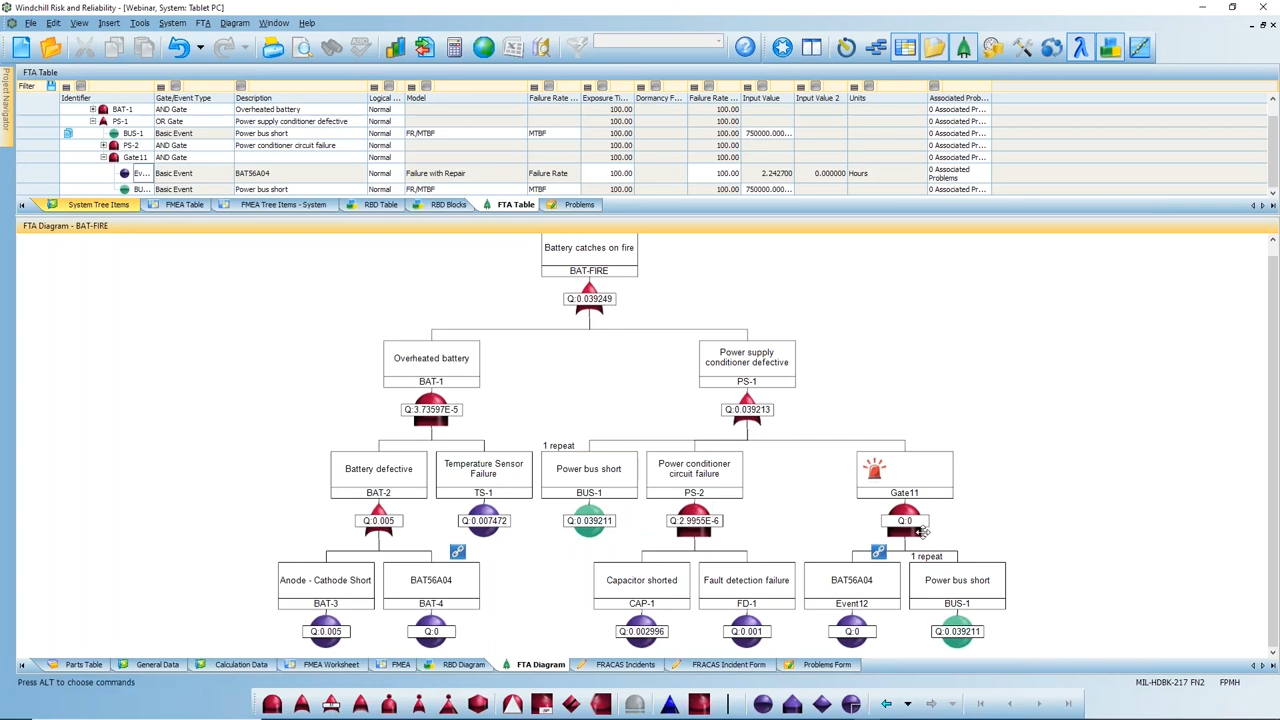 Windchill Risk and Reliability - [Webinar, System: Tablet PC]
File Edit View Insert Tools System FTA Diagram Window Help
FTA Table
Filter
Identifier Gate/Event Type Description Logical ... Model Failure Rate ... Exposure Ti... Dormancy F... Failure Rate ... Input Value Input Value 2 Units Associated Prob...
BAT-1 AND Gate Overheated battery Normal 100.00 100.00 0 Associated Pr...
PS-1 OR Gate Power supply conditioner defective Normal 100.00 100.00 0 Associated Pr...
BUS-1 Basic Event Power bus short Normal FR/MTBF MTBF 100.00 100.00 750000.000... 0 Associated Pr...
PS-2 AND Gate Power conditioner circuit failure Normal 100.00 100.00 0 Associated Pr...
Gate11 AND Gate Normal 100.00 100.00 0 Associated Pr...
Ev... Basic Event BAT56A04 Normal Failure with Repair Failure Rate 100.00 100.00 2.242700 0.000000 Hours 0 Associated Problems
BU... Basic Event Power bus short Normal FR/MTBF MTBF 100.00 100.00 750000.000... 0 Associated Pr...
System Tree Items FMEA Table FMEA Tree Items - System RBD Table RBD Blocks FTA Table Problems
Project Navigator
FTA Diagram - BAT-FIRE
Battery catches on fire
BAT-FIRE
Q:0.039249
Overheated battery
BAT-1
Q:3.73597E-5
Power supply
conditioner defective
PS-1
Q:0.039213
1 repeat
Battery defective
BAT-2
Q:0.005
Temperature Sensor
Failure
TS-1
Q:0.007472
Power bus short
BUS-1
Q:0.039211
Power conditioner
circuit failure
PS-2
Q:2.9955E-6
Gate11
Q:0
1 repeat
Anode - Cathode Short
BAT-3
Q:0.005
BAT56A04
BAT-4
Q:0
Capacitor shorted
CAP-1
Q:0.002996
Fault detection failure
FD-1
Q:0.001
BAT56A04
Event12
Q:0
Power bus short
BUS-1
Q:0.039211
Parts Table General Data Calculation Data FMEA Worksheet FMEA RBD Diagram FTA Diagram FRACAS Incidents FRACAS Incident Form Problems Form
Press ALT to choose commands MIL-HDBK-217 FN2 FPMH